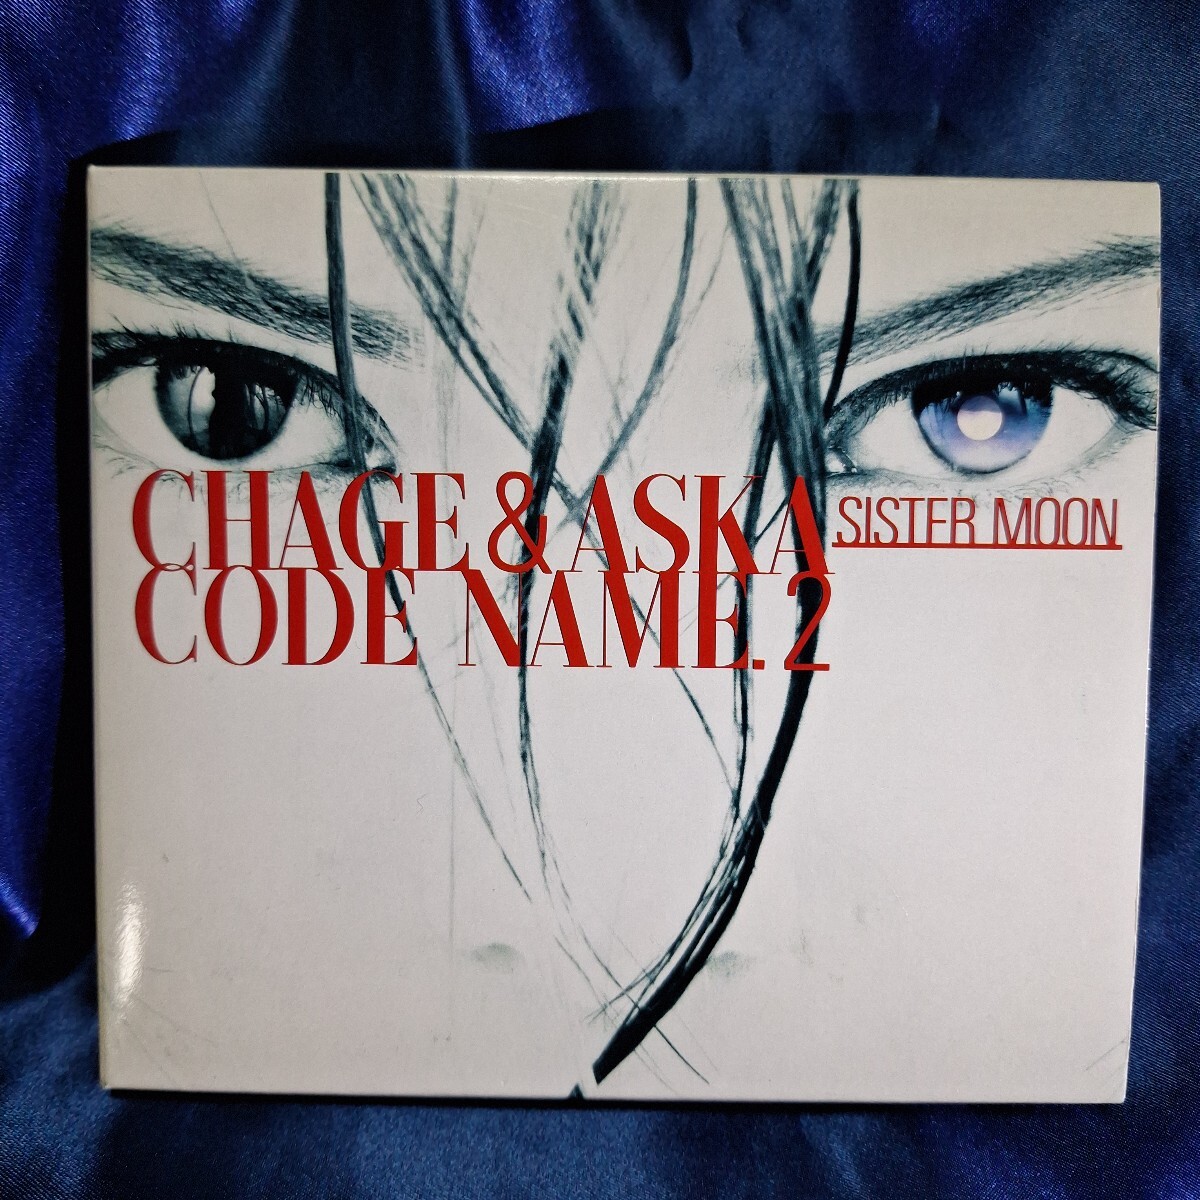 CHAGE & ASKA
CODE NAME.2
SISTER MOON